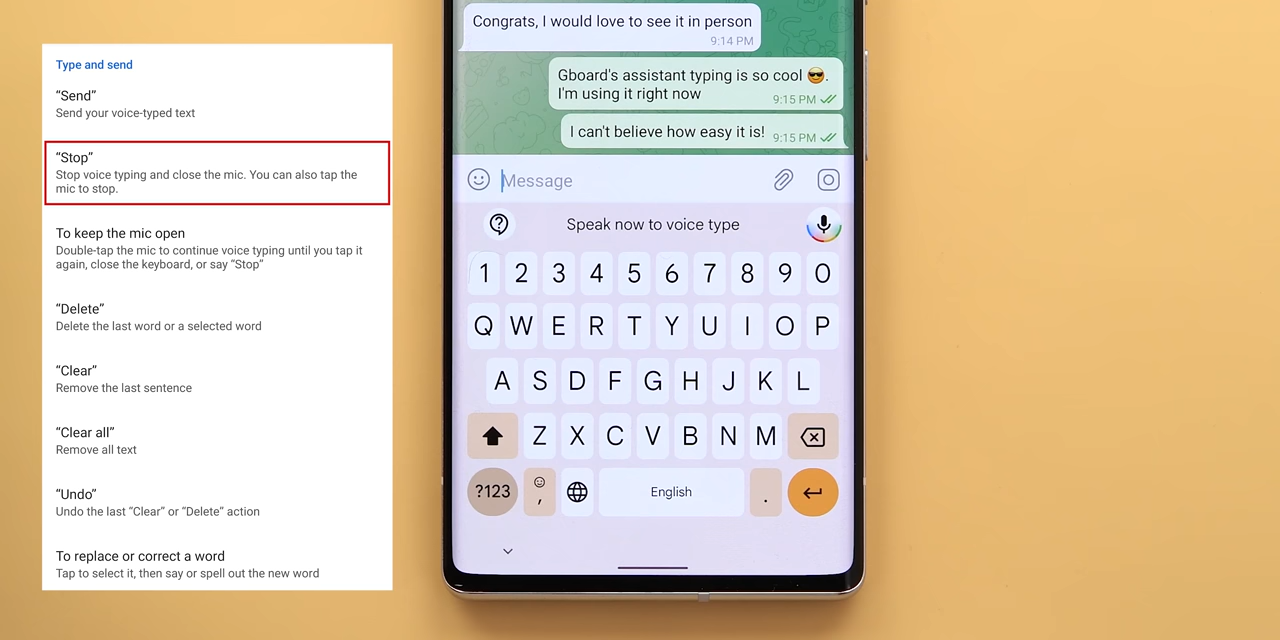 Type and send
“Send”
Send your voice-typed text
“Stop”
Stop voice typing and close the mic. You can also tap the
mic to stop.
To keep the mic open
Double-tap the mic to continue voice typing until you tap it
again, close the keyboard, or say “Stop”
“Delete”
Delete the last word or a selected word
“Clear”
Remove the last sentence
“Clear all”
Remove all text
“Undo”
Undo the last “Clear” or “Delete” action
To replace or correct a word
Tap to select it, then say or spell out the new word
Congrats, I would love to see it in person
9:14 PM
Gboard's assistant typing is so cool 😎.
I'm using it right now
9:15 PM
I can't believe how easy it is!
9:15 PM
Message
Speak now to voice type
1 2 3 4 5 6 7 8 9 0
Q W E R T Y U I O P
A S D F G H J K L
Z X C V B N M
?123 , English .